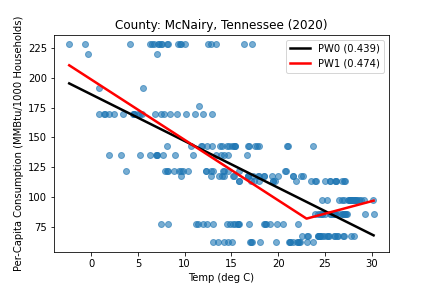 County: McNairy, Tennessee (2020)
PW0 (0.439)
PW1 (0.474)
Per-Capita Consumption (MMBtu/1000 Households)
225
200
175
150
125
100
75
0
5
10
15
20
25
30
Temp (deg C)